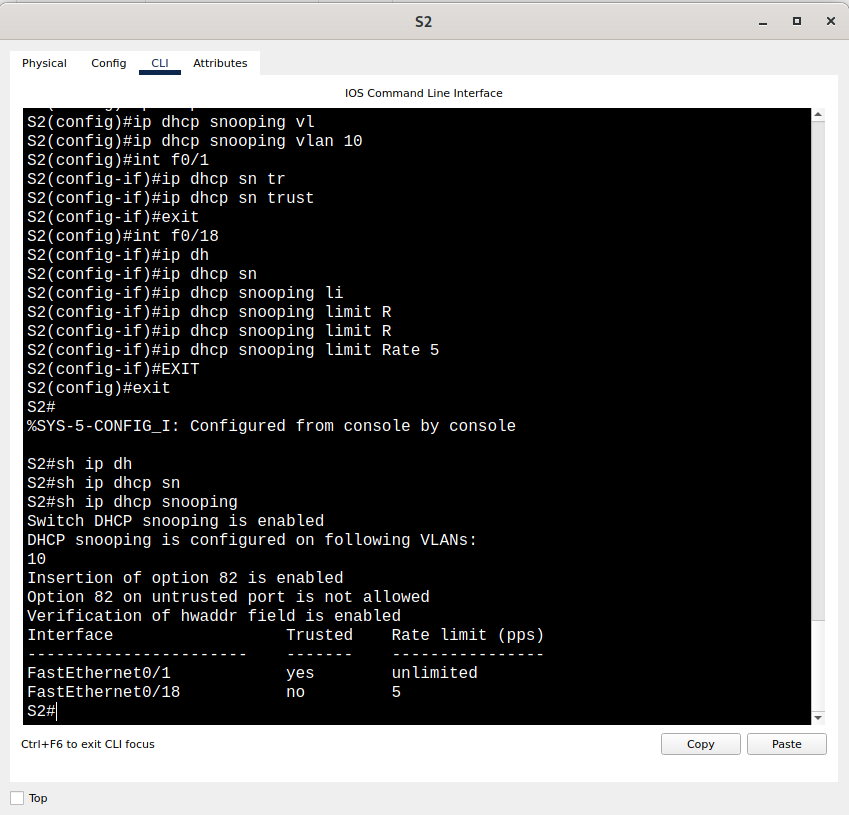 S2
Physical Config CLI Attributes
IOS Command Line Interface
S2(config)#ip dhcp snooping vl
S2(config)#ip dhcp snooping vlan 10
S2(config)#int f0/1
S2(config-if)#ip dhcp sn tr
S2(config-if)#ip dhcp sn trust
S2(config-if)#exit
S2(config)#int f0/18
S2(config-if)#ip dh
S2(config-if)#ip dhcp sn
S2(config-if)#ip dhcp snooping li
S2(config-if)#ip dhcp snooping limit R
S2(config-if)#ip dhcp snooping limit R
S2(config-if)#ip dhcp snooping limit Rate 5
S2(config-if)#EXIT
S2(config)#exit
S2#
%SYS-5-CONFIG_I: Configured from console by console
S2#sh ip dh
S2#sh ip dhcp sn
S2#sh ip dhcp snooping
Switch DHCP snooping is enabled
DHCP snooping is configured on following VLANs:
10
Insertion of option 82 is enabled
Option 82 on untrusted port is not allowed
Verification of hwaddr field is enabled
Interface Trusted Rate limit (pps)
----------------------- ------- ----------------
FastEthernet0/1 yes unlimited
FastEthernet0/18 no 5
S2#
Ctrl+F6 to exit CLI focus Copy Paste
Top